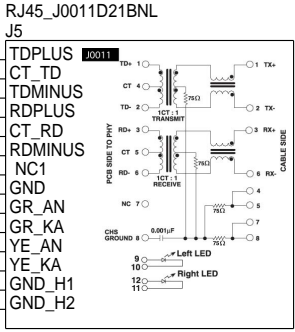 RJ45_J0011D21BNL
J5
TDPLUS
CT_TD
TDMINUS
RDPLUS
CT_RD
RDMINUS
NC1
GND
GR_AN
GR_KA
YE_AN
YE_KA
GND_H1
GND_H2
J0011
TD+ 1
1 TX+
CT 4
75Ω
TD- 2
2 TX-
1CT : 1
TRANSMIT
RD+ 3
3 RX+
CT 5
75Ω
RD- 6
6 RX-
1CT : 1
RECEIVE
PCB SIDE TO PHY
CABLE SIDE
4
NC 7
5
75Ω
7
CHS
GROUND 8
0.001µF
75Ω
8
9
10
Left LED
12
11
Right LED